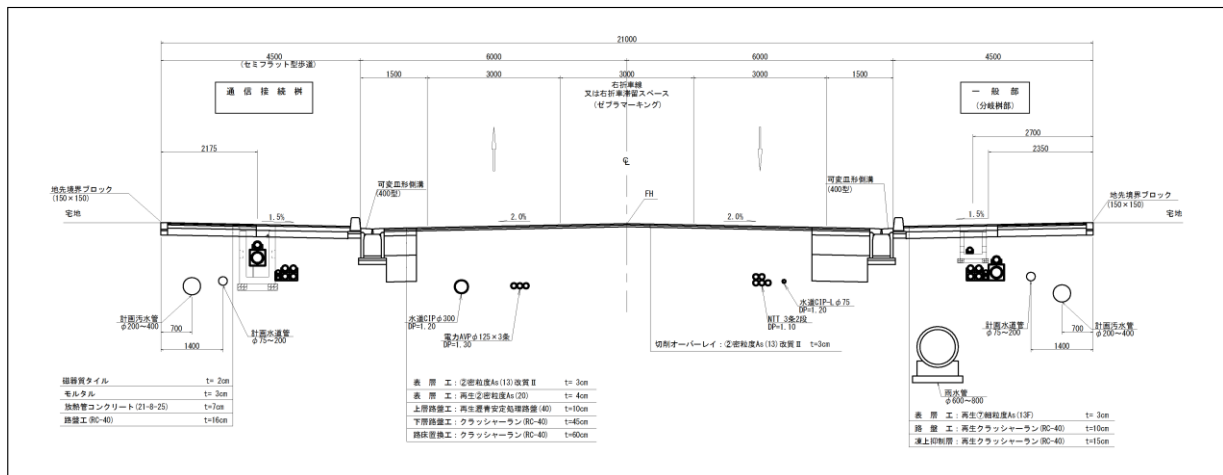 21000
4500
6000
6000
4500
(セミフラット型歩道)
1500
3000
3000
3000
1500
右折車線
又は右折車滞留スペース
(ゼブラマーキング)
通信接続桝
一般部
(分岐桝部)
2700
2175
2350
℄
地先境界ブロック
(150×150)
宅地
可変皿形側溝
(400型)
FH
可変皿形側溝
(400型)
地先境界ブロック
(150×150)
宅地
1.5%
2.0%
2.0%
1.5%
計画汚水管
φ200~400
700
1400
計画水道管
φ75~200
水道CIPφ300
DP=1.20
電力AVPφ125×3条
DP=1.30
NTT 3条2段
DP=1.10
水道CIP-Lφ75
DP=1.20
切削オーバーレイ:②密粒度As(13)改質Ⅱ t=3cm
計画水道管
φ75~200
計画汚水管
φ200~400
700
1400
雨水管
φ600~800
磁器質タイル t= 2cm
モルタル t= 3cm
放熱管コンクリート(21-8-25) t=7cm
路盤工(RC-40) t=16cm
表 層 工:②密粒度As(13)改質Ⅱ t= 3cm
表 層 工:再生②密粒度As(20) t= 4cm
上層路盤工:再生瀝青安定処理路盤(40) t=10cm
下層路盤工:クラッシャーラン(RC-40) t=45cm
路床置換工:クラッシャーラン(RC-40) t=60cm
表 層 工:再生⑦細粒度As(13F) t= 3cm
路 盤 工:再生クラッシャーラン(RC-40) t=10cm
凍上抑制層:再生クラッシャーラン(RC-40) t=15cm